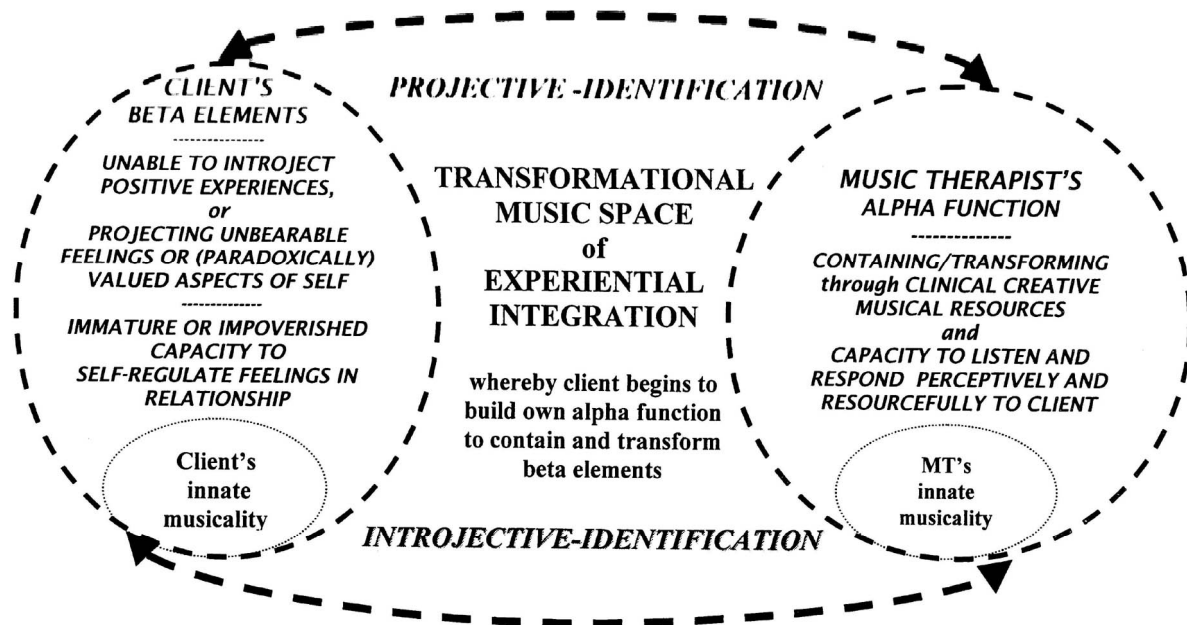 CLIENT'S
BETA ELEMENTS
----------------
UNABLE TO INTROJECT
POSITIVE EXPERIENCES,
or
PROJECTING UNBEARABLE
FEELINGS OR (PARADOXICALLY)
VALUED ASPECTS OF SELF
--------------
IMMATURE OR IMPOVERISHED
CAPACITY TO
SELF-REGULATE FEELINGS IN
RELATIONSHIP
Client's
innate
musicality
PROJECTIVE -IDENTIFICATION
TRANSFORMATIONAL
MUSIC SPACE
of
EXPERIENTIAL
INTEGRATION
whereby client begins to
build own alpha function
to contain and transform
beta elements
INTROJECTIVE-IDENTIFICATION
MUSIC THERAPIST'S
ALPHA FUNCTION
--------------
CONTAINING/TRANSFORMING
through CLINICAL CREATIVE
MUSICAL RESOURCES
and
CAPACITY TO LISTEN AND
RESPOND PERCEPTIVELY AND
RESOURCEFULLY TO CLIENT
MT's
innate
musicality